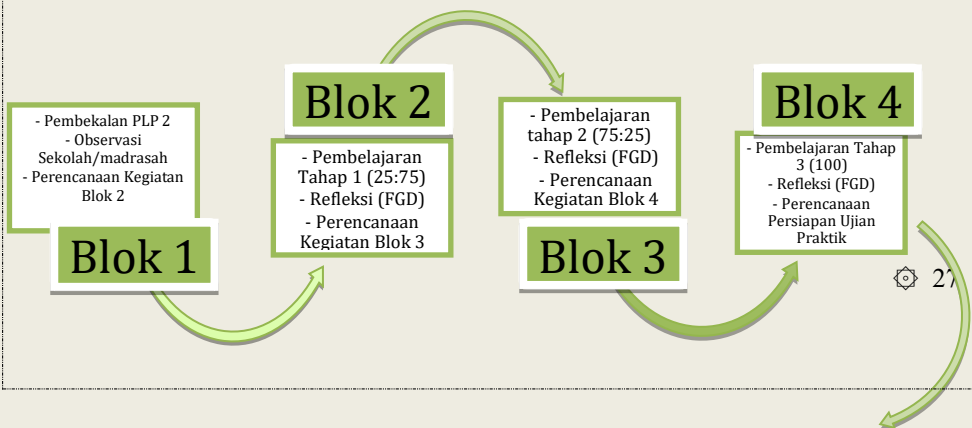 - Pembekalan PLP 2
- Observasi
Sekolah/madrasah
- Perencanaan Kegiatan
Blok 2
Blok 1
Blok 2
- Pembelajaran
Tahap 1 (25:75)
- Refleksi (FGD)
- Perencanaan
Kegiatan Blok 3
- Pembelajaran
tahap 2 (75:25)
- Refleksi (FGD)
- Perencanaan
Kegiatan Blok 4
Blok 3
Blok 4
- Pembelajaran Tahap
3 (100)
- Refleksi (FGD)
- Perencanaan
Persiapan Ujian
Praktik
27